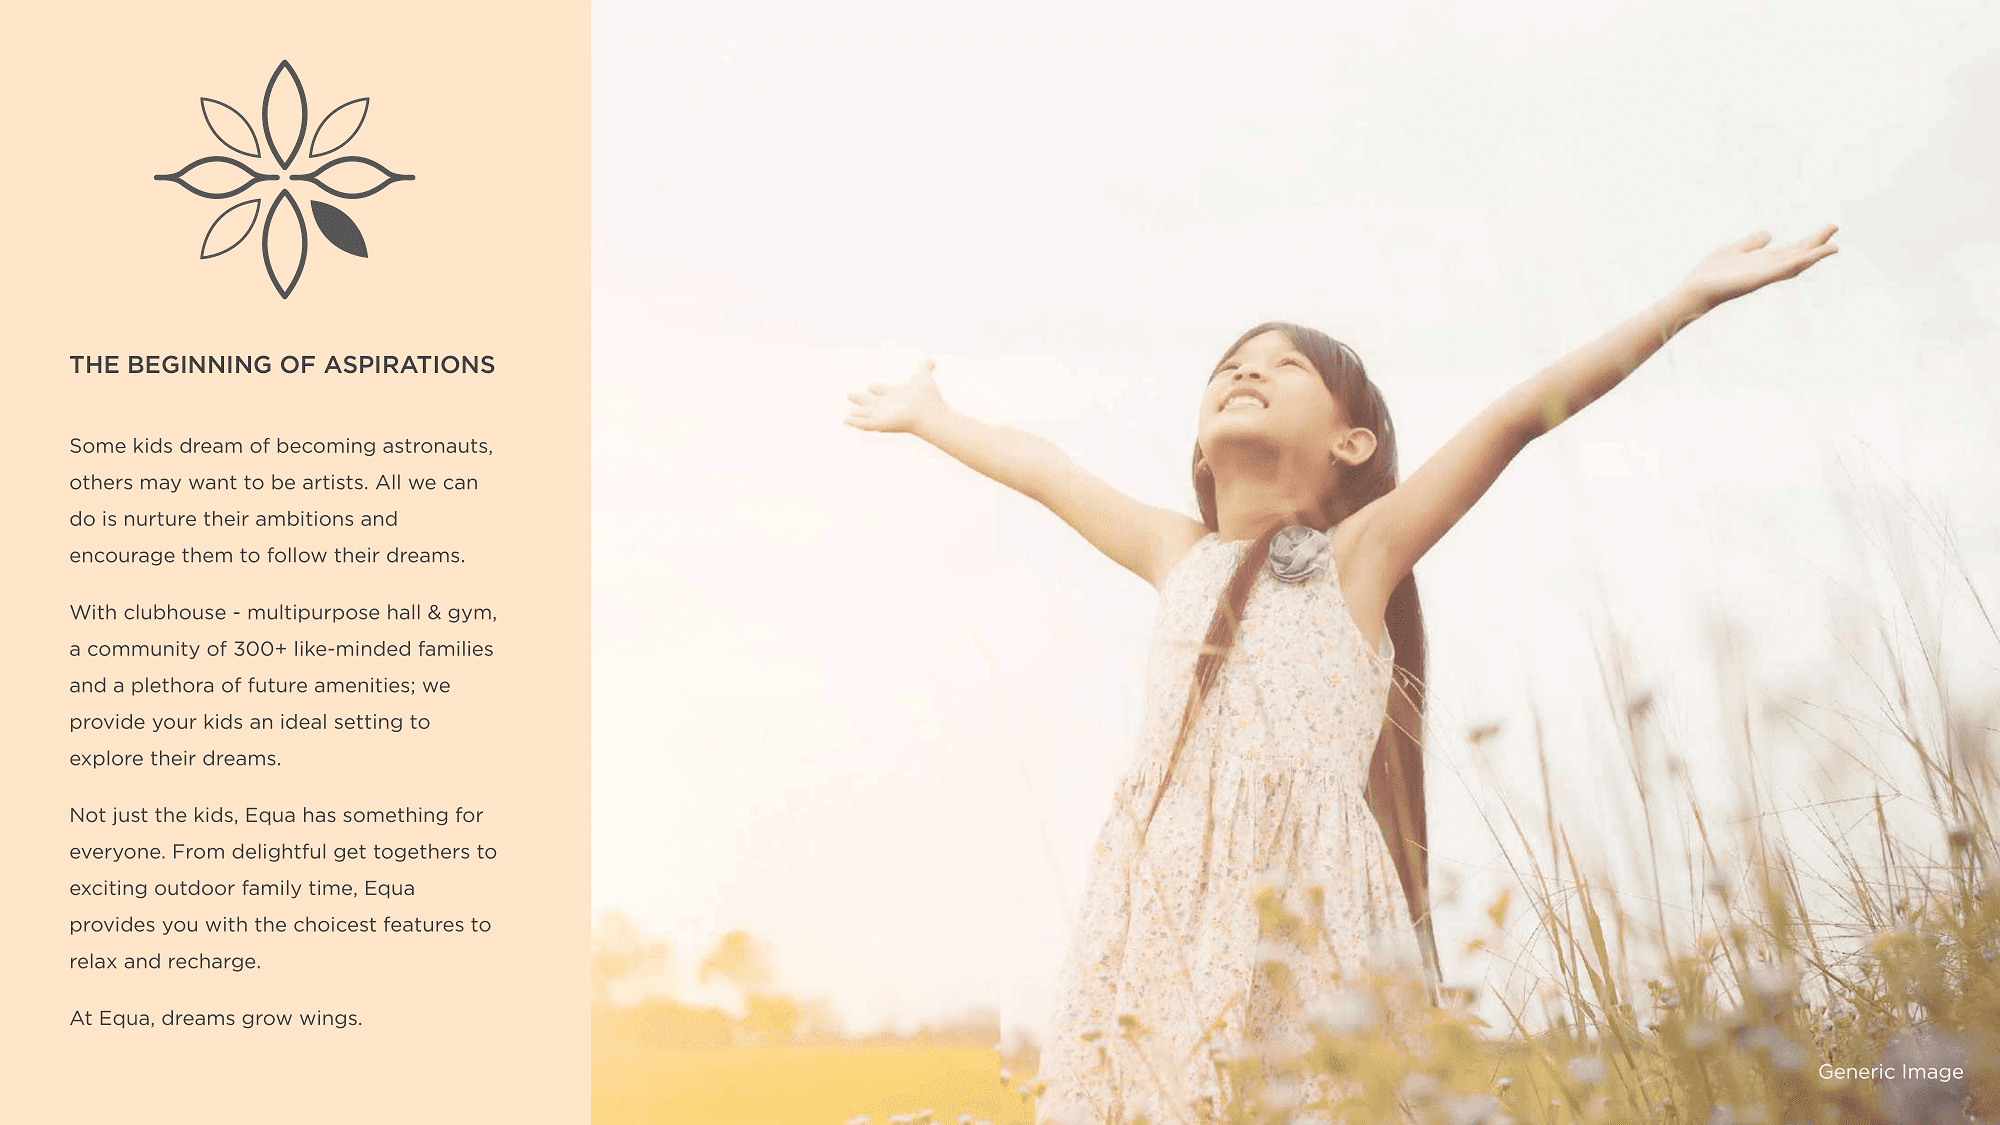 THE BEGINNING OF ASPIRATIONS
Some kids dream of becoming astronauts,
others may want to be artists. All we can
do is nurture their ambitions and
encourage them to follow their dreams.
With clubhouse - multipurpose hall & gym,
a community of 300+ like-minded families
and a plethora of future amenities; we
provide your kids an ideal setting to
explore their dreams.
Not just the kids, Equa has something for
everyone. From delightful get togethers to
exciting outdoor family time, Equa
provides you with the choicest features to
relax and recharge.
At Equa, dreams grow wings.
Generic Image